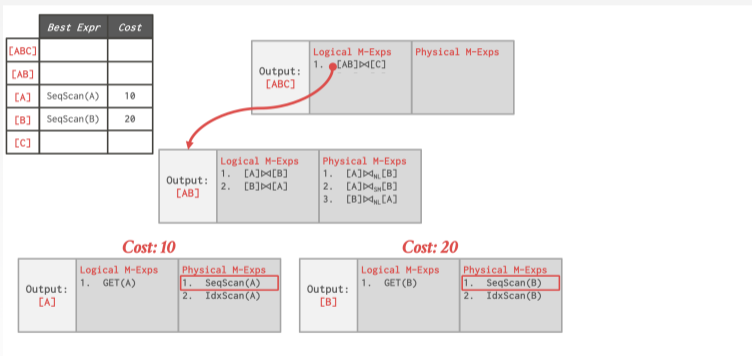 Best Expr Cost
[ABC]
[AB]
[A] SeqScan(A) 10
[B] SeqScan(B) 20
[C]
Output:
[ABC]
Logical M-Exps
1. [AB]⋈[C]
Physical M-Exps
Output:
[AB]
Logical M-Exps
1. [A]⋈[B]
2. [B]⋈[A]
Physical M-Exps
1. [A]⋈NL[B]
2. [A]⋈SM[B]
3. [B]⋈NL[A]
Cost: 10
Output:
[A]
Logical M-Exps
1. GET(A)
Physical M-Exps
1. SeqScan(A)
2. IdxScan(A)
Cost: 20
Output:
[B]
Logical M-Exps
1. GET(B)
Physical M-Exps
1. SeqScan(B)
2. IdxScan(B)